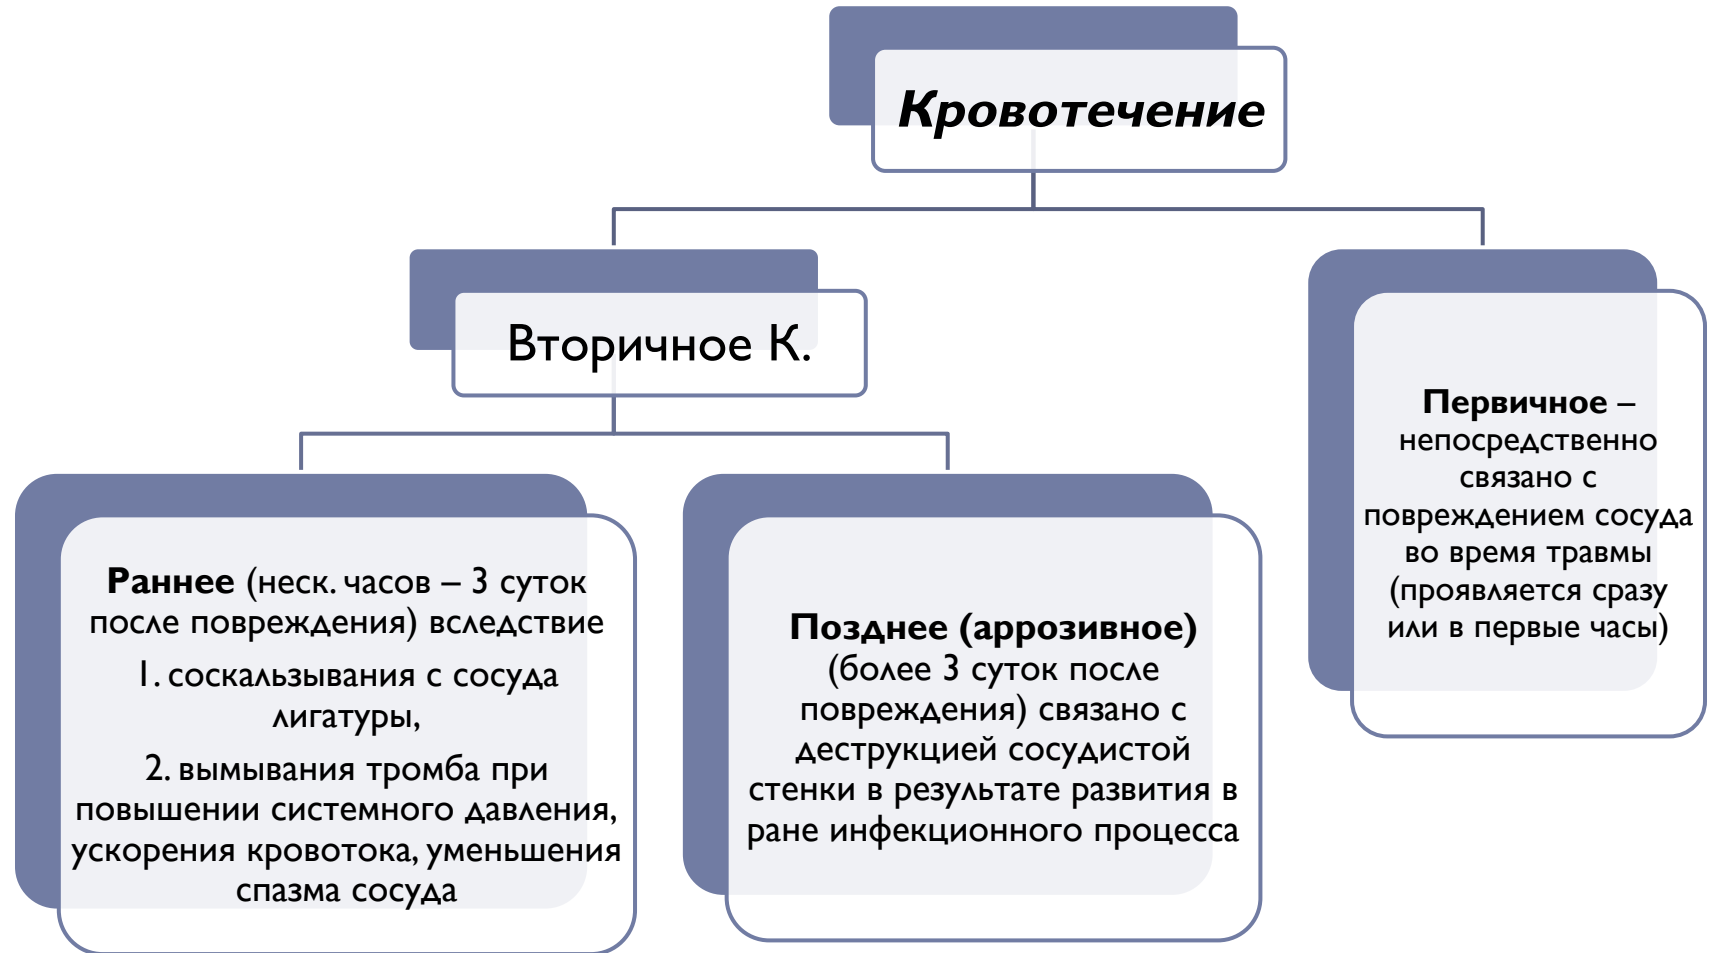 Кровотечение
Вторичное К.
Первичное –
непосредственно
связано с
повреждением сосуда
во время травмы
(проявляется сразу
или в первые часы)
Раннее (неск. часов – 3 суток
после повреждения) вследствие
1. соскальзывания с сосуда
лигатуры,
2. вымывания тромба при
повышении системного давления,
ускорения кровотока, уменьшения
спазма сосуда
Позднее (аррозивное)
(более 3 суток после
повреждения) связано с
деструкцией сосудистой
стенки в результате развития в
ране инфекционного процесса